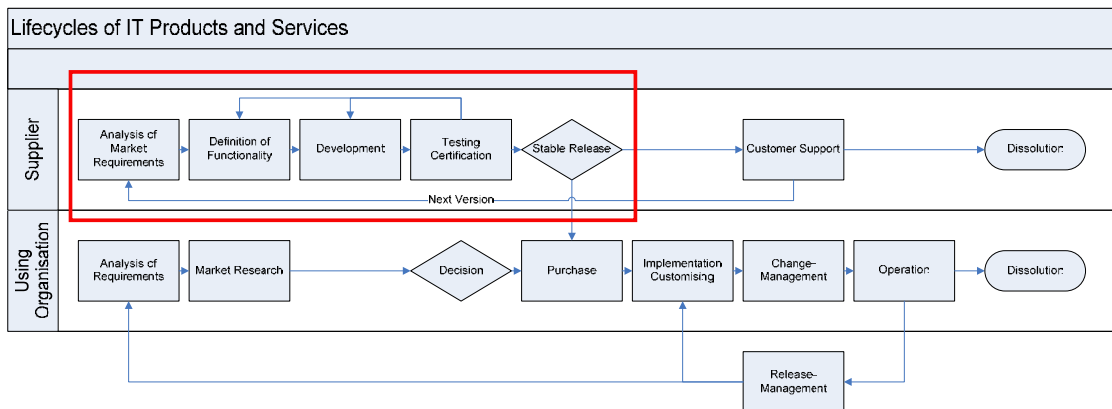 Lifecycles of IT Products and Services
Supplier
Analysis of
Market
Requirements
Definition of
Functionality
Development
Testing
Certification
Stable Release
Customer Support
Dissolution
Next Version
Using
Organisation
Analysis of
Requirements
Market Research
Decision
Purchase
Implementation
Customising
Change-
Management
Operation
Dissolution
Release-
Management